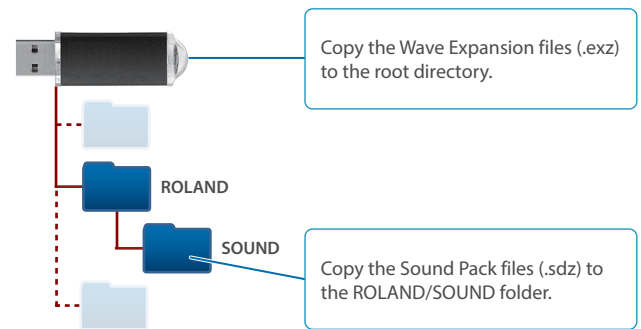 Copy the Wave Expansion files (.exz)
to the root directory.
ROLAND
SOUND
Copy the Sound Pack files (.sdz) to
the ROLAND/SOUND folder.